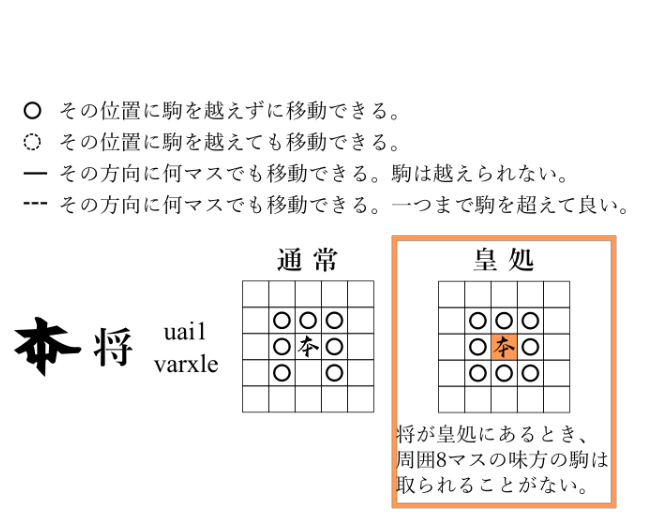 その位置に駒を越えずに移動できる。
その位置に駒を越えても移動できる。
その方向に何マスでも移動できる。駒は越えられない。
その方向に何マスでも移動できる。一つまで駒を超えて良い。
通常
皇処
将
uai1
varxle
将が皇処にあるとき、
周囲8マスの味方の駒は
取られることがない。